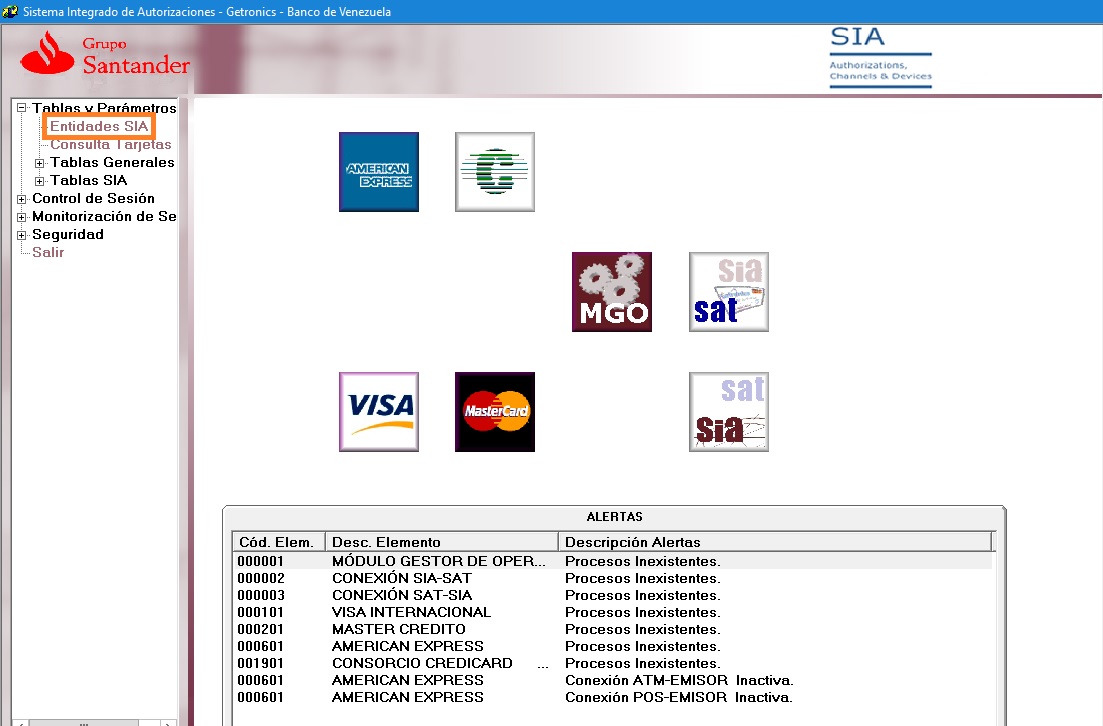 Sistema Integrado de Autorizaciones - Getronics - Banco de Venezuela
Grupo
Santander
SIA
Authorizations,
Channels & Devices
Tablas y Parámetros
Entidades SIA
Consulta Tarjetas
Tablas Generales
Tablas SIA
Control de Sesión
Monitorización de Se
Seguridad
Salir
AMERICAN
EXPRESS
C
MGO
sia
sat
VISA
MasterCard
sat
sia
ALERTAS
Cód. Elem. Desc. Elemento Descripción Alertas
000001 MÓDULO GESTOR DE OPER... Procesos Inexistentes.
000002 CONEXIÓN SIA-SAT Procesos Inexistentes.
000003 CONEXIÓN SAT-SIA Procesos Inexistentes.
000101 VISA INTERNACIONAL Procesos Inexistentes.
000201 MASTER CREDITO Procesos Inexistentes.
000601 AMERICAN EXPRESS Procesos Inexistentes.
001901 CONSORCIO CREDICARD ... Procesos Inexistentes.
000601 AMERICAN EXPRESS Conexión ATM-EMISOR Inactiva.
000601 AMERICAN EXPRESS Conexión POS-EMISOR Inactiva.